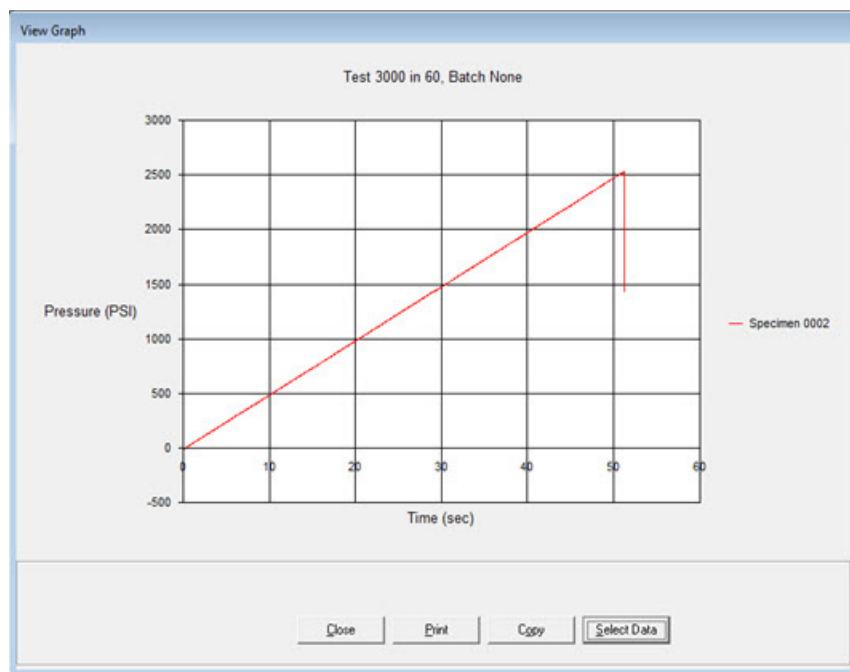 View Graph
Test 3000 in 60, Batch None
3000
2500
2000
1500
Pressure (PSI)
1000
500
0
-500
0 10 20 30 40 50 60
Time (sec)
Specimen 0002
Close Print Copy Select Data